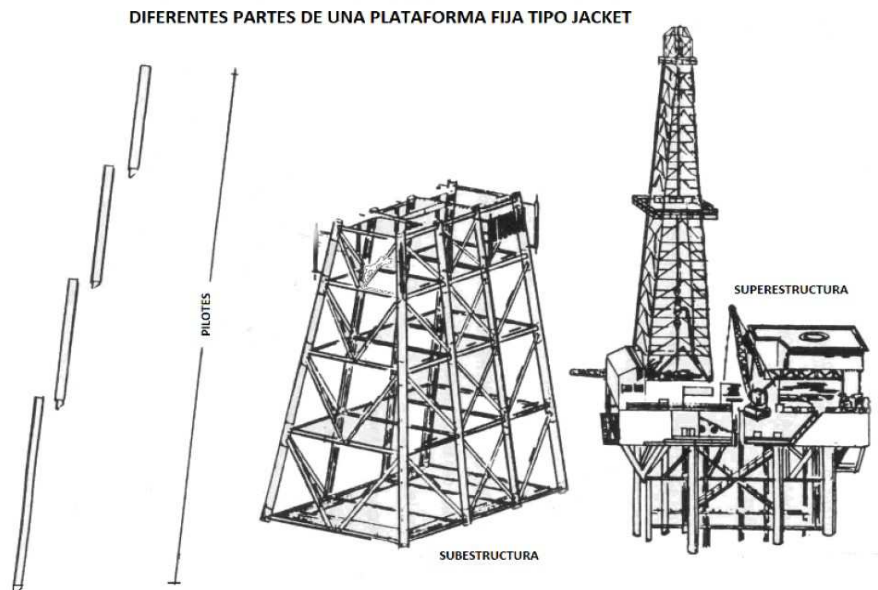 DIFERENTES PARTES DE UNA PLATAFORMA FIJA TIPO JACKET
PILOTES
SUPERESTRUCTURA
SUBESTRUCTURA